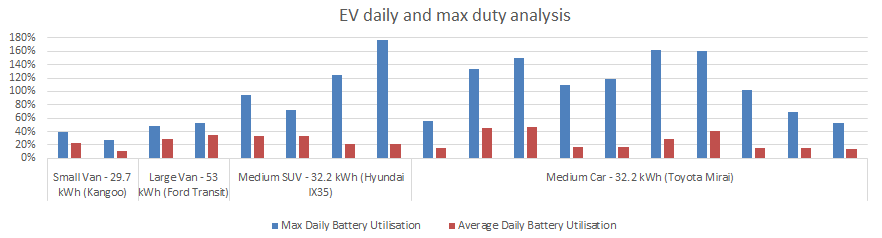 EV daily and max duty analysis
180%
160%
140%
120%
100%
80%
60%
40%
20%
0%
Small Van - 29.7
kWh (Kangoo)
Large Van - 53
kWh (Ford Transit)
Medium SUV - 32.2 kWh (Hyundai
IX35)
Medium Car - 32.2 kWh (Toyota Mirai)
Max Daily Battery Utilisation
Average Daily Battery Utilisation